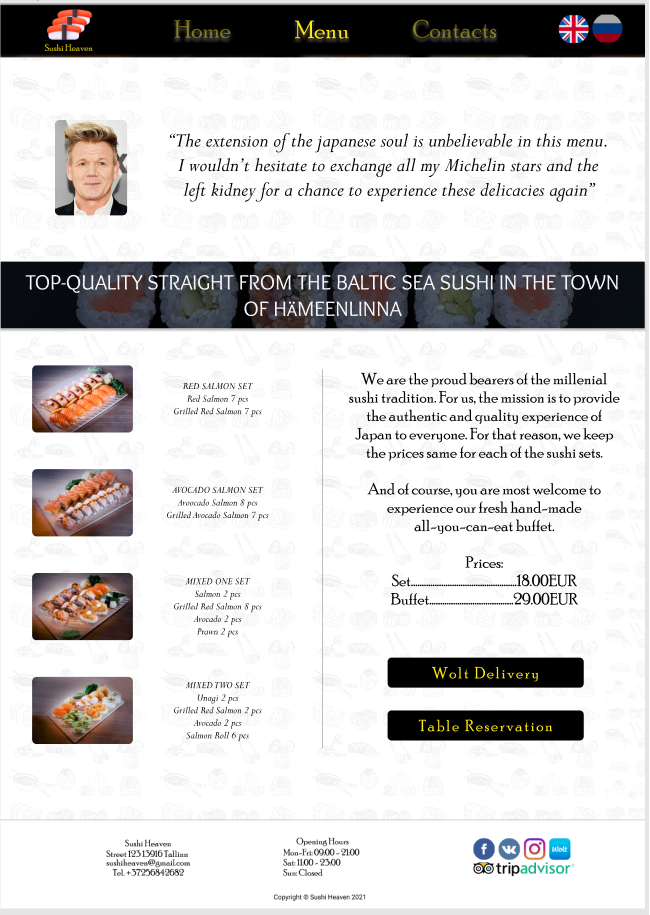 Sushi Heaven
Home
Menu
Contacts
“The extension of the japanese soul is unbelievable in this menu.
I wouldn’t hesitate to exchange all my Michelin stars and the
left kidney for a chance to experience these delicacies again”
TOP-QUALITY STRAIGHT FROM THE BALTIC SEA SUSHI IN THE TOWN
OF HÄMEENLINNA
RED SALMON SET
Red Salmon 7 pcs
Grilled Red Salmon 7 pcs
AVOCADO SALMON SET
Avoocado Salmon 8 pcs
Grilled Avocado Salmon 7 pcs
MIXED ONE SET
Salmon 2 pcs
Grilled Red Salmon 8 pcs
Avocado 2 pcs
Prawn 2 pcs
MIXED TWO SET
Unagi 2 pcs
Grilled Red Salmon 2 pcs
Avocado 2 pcs
Salmon Roll 6 pcs
We are the proud bearers of the millenial
sushi tradition. For us, the mission is to provide
the authentic and quality experience of
Japan to everyone. For that reason, we keep
the prices same for each of the sushi sets.
And of course, you are most welcome to
experience our fresh hand-made
all-you-can-eat buffet.
Prices:
Set..................................................18.00EUR
Buffet........................................29.00EUR
Wolt Delivery
Table Reservation
Sushi Heaven
Street 123 13916 Tallinn
sushiheaven@gmail.com
Tel. +37256842682
Opening Hours
Mon-Fri: 09.00 - 21.00
Sat: 11.00 - 23.00
Sun: Closed
Wolt
tripadvisor
Copyright © Sushi Heaven 2021